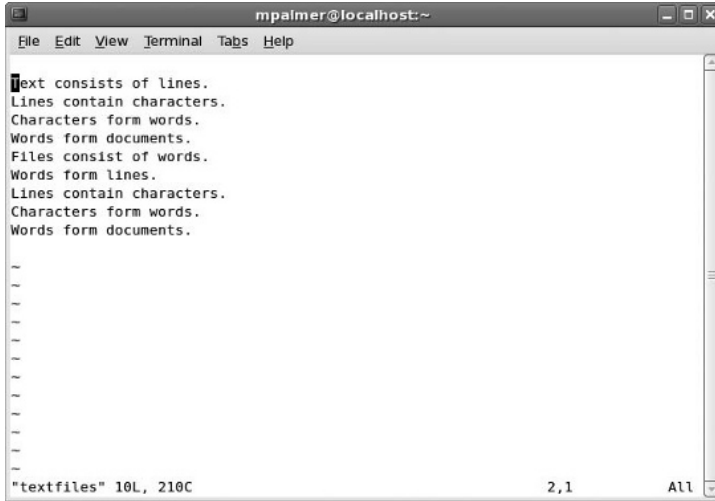 mpalmer@localhost:~
File Edit View Terminal Tabs Help
Text consists of lines.
Lines contain characters.
Characters form words.
Words form documents.
Files consist of words.
Words form lines.
Lines contain characters.
Characters form words.
Words form documents.
~
~
~
~
~
~
~
~
~
~
~
~
"textfiles" 10L, 210C 2,1 All